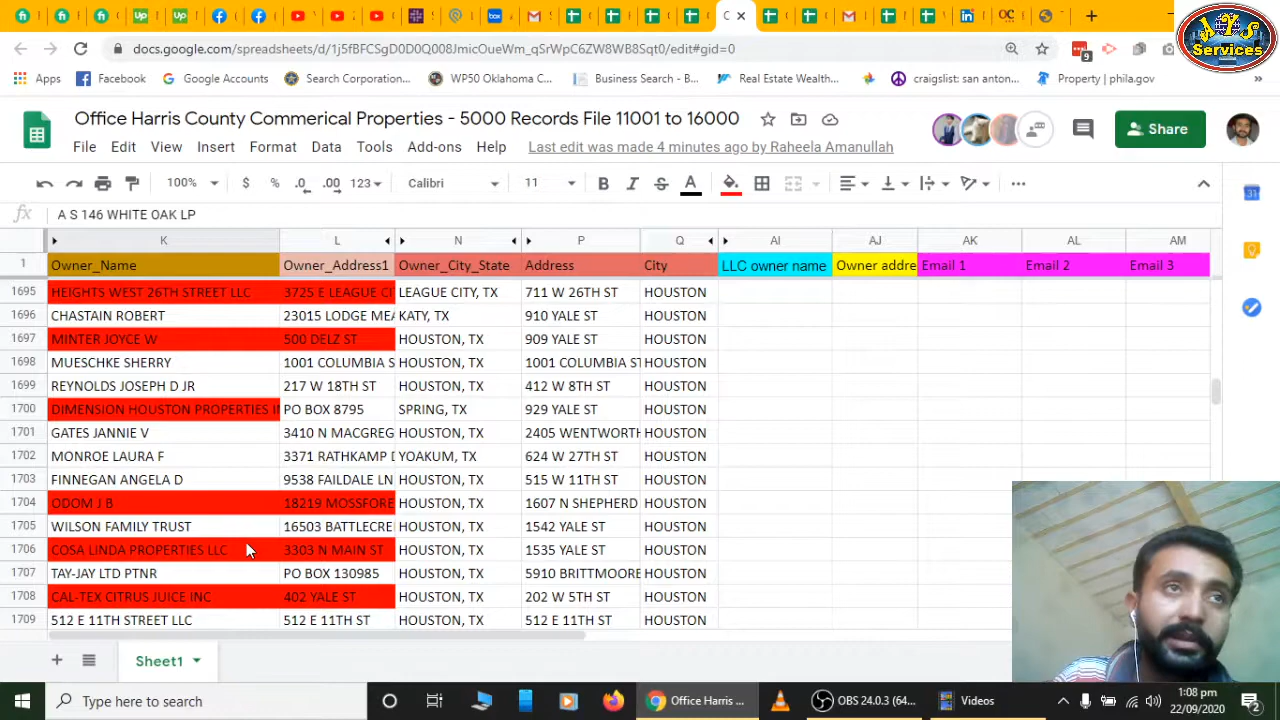 docs.google.com/spreadsheets/d/1j5fBFCSgD0D0Q008JmicOueWm_qSrWpC6ZW8WB8Sqt0/edit#gid=0
AYS
Services
Apps
Facebook
Google Accounts
Search Corporation...
WP50 Oklahoma C...
Business Search - B...
Real Estate Wealth...
craigslist: san anton...
Property | phila.gov
Office Harris County Commerical Properties - 5000 Records File 11001 to 16000
Share
File Edit View Insert Format Data Tools Add-ons Help Last edit was made 4 minutes ago by Raheela Amanullah
100% $ % .0 .00 123 Calibri 11 B I S A
fx A S 146 WHITE OAK LP
K L N P Q AI AJ AK AL AM
1 Owner_Name Owner_Address1 Owner_City_State Address City LLC owner name Owner addre Email 1 Email 2 Email 3
1695 HEIGHTS WEST 26TH STREET LLC 3725 E LEAGUE CI LEAGUE CITY, TX 711 W 26TH ST HOUSTON
1696 CHASTAIN ROBERT 23015 LODGE MEA KATY, TX 910 YALE ST HOUSTON
1697 MINTER JOYCE W 500 DELZ ST HOUSTON, TX 909 YALE ST HOUSTON
1698 MUESCHKE SHERRY 1001 COLUMBIA S HOUSTON, TX 1001 COLUMBIA ST HOUSTON
1699 REYNOLDS JOSEPH D JR 217 W 18TH ST HOUSTON, TX 412 W 8TH ST HOUSTON
1700 DIMENSION HOUSTON PROPERTIES IN PO BOX 8795 SPRING, TX 929 YALE ST HOUSTON
1701 GATES JANNIE V 3410 N MACGREG HOUSTON, TX 2405 WENTWORTH HOUSTON
1702 MONROE LAURA F 3371 RATHKAMP D YOAKUM, TX 624 W 27TH ST HOUSTON
1703 FINNEGAN ANGELA D 9538 FAILDALE LN HOUSTON, TX 515 W 11TH ST HOUSTON
1704 ODOM J B 18219 MOSSFORE HOUSTON, TX 1607 N SHEPHERD HOUSTON
1705 WILSON FAMILY TRUST 16503 BATTLECRE HOUSTON, TX 1542 YALE ST HOUSTON
1706 COSA LINDA PROPERTIES LLC 3303 N MAIN ST HOUSTON, TX 1535 YALE ST HOUSTON
1707 TAY-JAY LTD PTNR PO BOX 130985 HOUSTON, TX 5910 BRITTMOORE HOUSTON
1708 CAL-TEX CITRUS JUICE INC 402 YALE ST HOUSTON, TX 202 W 5TH ST HOUSTON
1709 512 E 11TH STREET LLC 512 E 11TH ST HOUSTON, TX 512 E 11TH ST HOUSTON
Sheet1
Type here to search
Office Harris ...
OBS 24.0.3 (64...
Videos
1:08 pm
22/09/2020